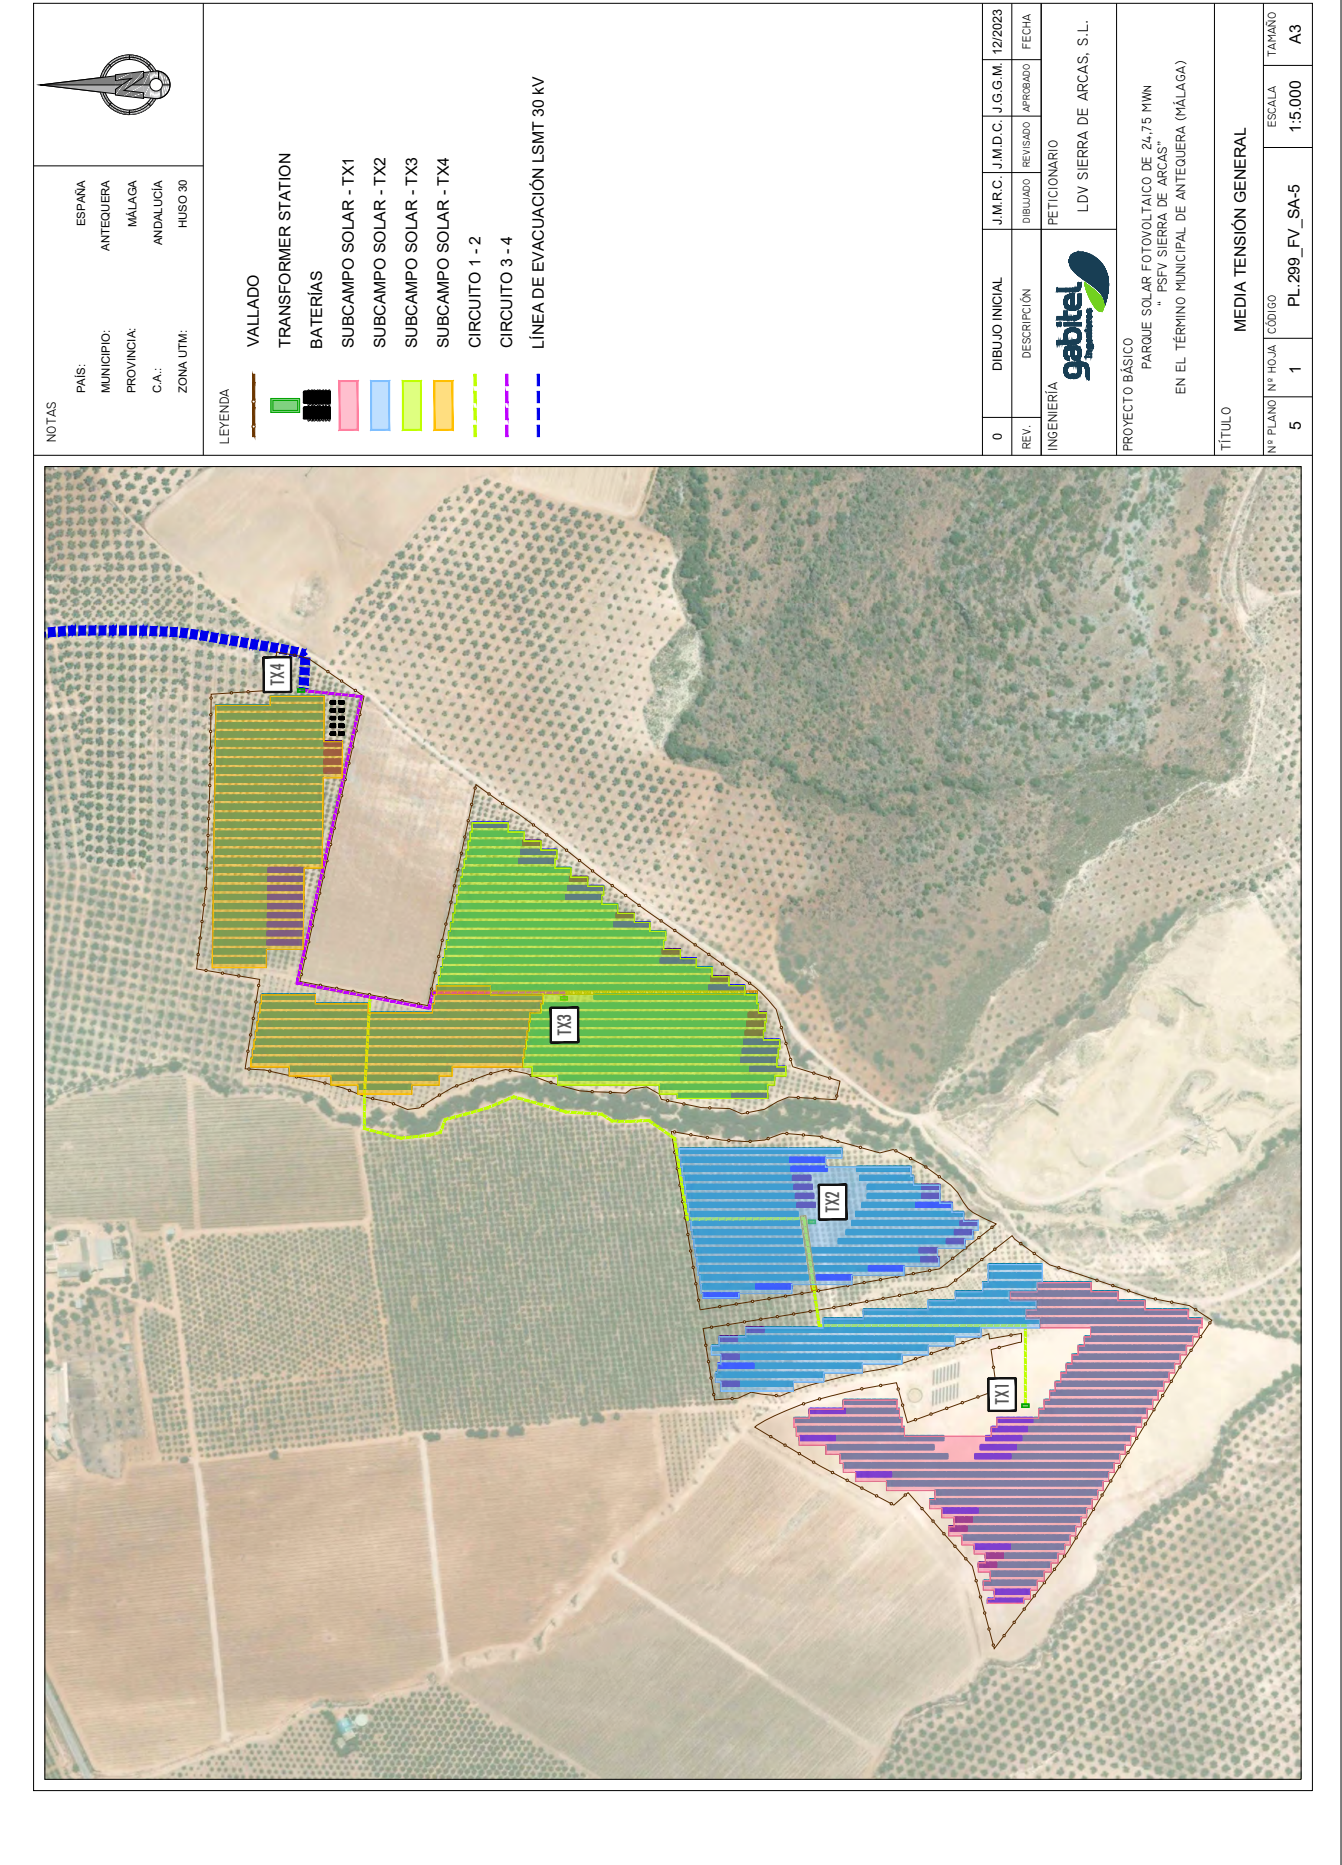 NOTAS
PAÍS: ESPAÑA
MUNICIPIO: ANTEQUERA
PROVINCIA: MÁLAGA
C.A.: ANDALUCÍA
ZONA UTM: HUSO 30
N
LEYENDA
VALLADO
TRANSFORMER STATION
BATERÍAS
SUBCAMPO SOLAR - TX1
SUBCAMPO SOLAR - TX2
SUBCAMPO SOLAR - TX3
SUBCAMPO SOLAR - TX4
CIRCUITO 1 - 2
CIRCUITO 3 - 4
LÍNEA DE EVACUACIÓN LSMT 30 kV
0 DIBUJO INICIAL J.M.R.C. J.M.D.C. J.G.G.M. 12/2023
REV. DESCRIPCIÓN DIBUJADO REVISADO APROBADO FECHA
INGENIERÍA
gabitel
Ingenieros
PETICIONARIO
LDV SIERRA DE ARCAS, S.L.
PROYECTO BÁSICO
PARQUE SOLAR FOTOVOLTAICO DE 24,75 MWN
" PSFV SIERRA DE ARCAS"
EN EL TÉRMINO MUNICIPAL DE ANTEQUERA (MÁLAGA)
TÍTULO
MEDIA TENSIÓN GENERAL
Nº PLANO Nº HOJA CÓDIGO ESCALA TAMAÑO
5 1 PL.299_FV_SA-5 1:5.000 A3
TX4
TX3
TX2
TX1